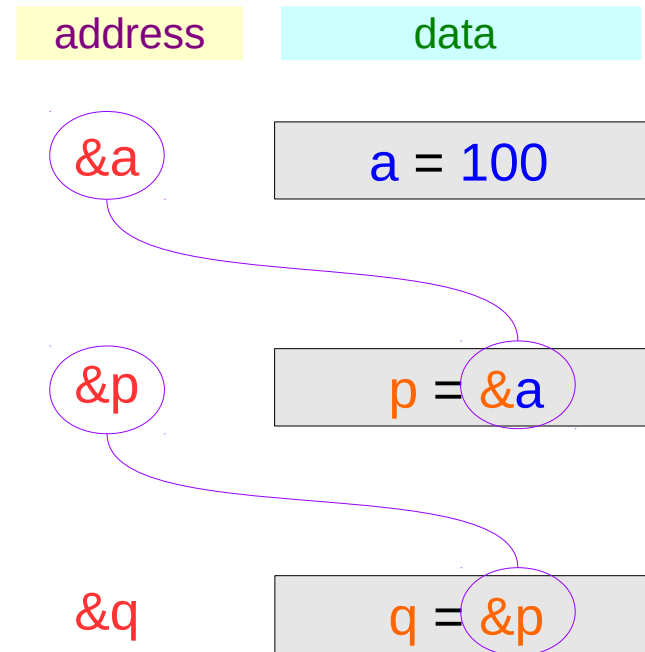 address data
&a a = 100
&p p = &a
&q q = &p